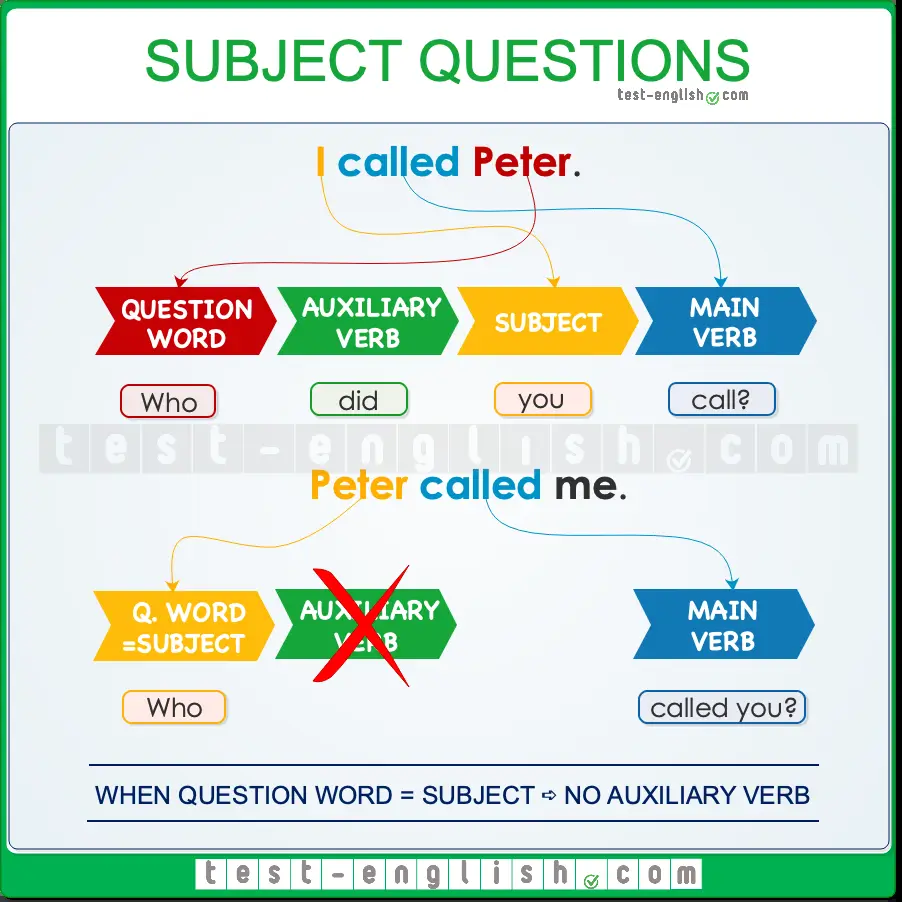 SUBJECT QUESTIONS
test-english.com
I called Peter.
QUESTION WORD
AUXILIARY VERB
SUBJECT
MAIN VERB
Who
did
you
call?
test-english.com
Peter called me.
Q. WORD =SUBJECT
AUXILIARY VERB
MAIN VERB
Who
called you?
WHEN QUESTION WORD = SUBJECT ➪ NO AUXILIARY VERB
test-english.com